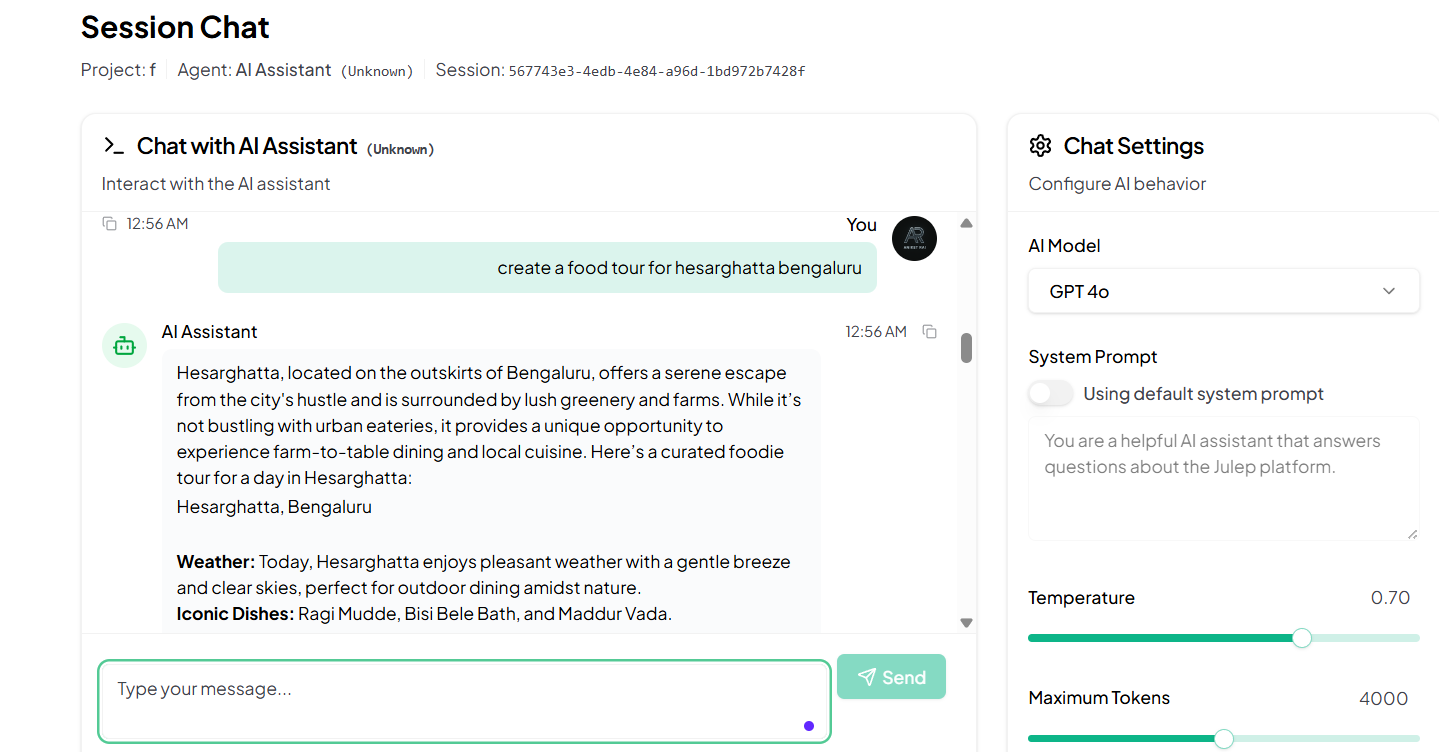 Session Chat
Project: f Agent: AI Assistant (Unknown) Session: 567743e3-4edb-4e84-a96d-1bd972b7428f
Chat with AI Assistant (Unknown)
Interact with the AI assistant
12:56 AM You
create a food tour for hesarghatta bengaluru
AI Assistant 12:56 AM
Hesarghatta, located on the outskirts of Bengaluru, offers a serene escape
from the city's hustle and is surrounded by lush greenery and farms. While it’s
not bustling with urban eateries, it provides a unique opportunity to
experience farm-to-table dining and local cuisine. Here’s a curated foodie
tour for a day in Hesarghatta:
Hesarghatta, Bengaluru
Weather: Today, Hesarghatta enjoys pleasant weather with a gentle breeze
and clear skies, perfect for outdoor dining amidst nature.
Iconic Dishes: Ragi Mudde, Bisi Bele Bath, and Maddur Vada.
Type your message...
Send
Chat Settings
Configure AI behavior
AI Model
GPT 4o
System Prompt
Using default system prompt
You are a helpful AI assistant that answers
questions about the Julep platform.
Temperature 0.70
Maximum Tokens 4000